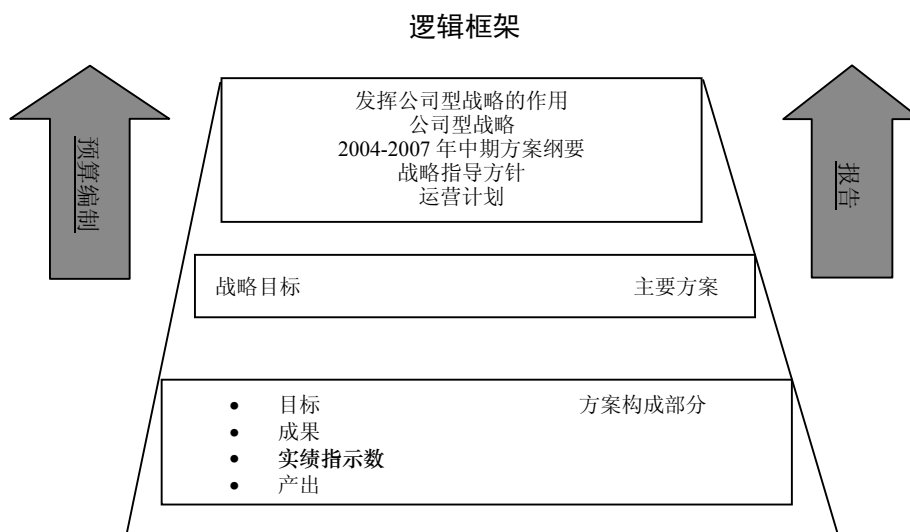 逻辑框架
发挥公司型战略的作用
公司型战略
2004-2007 年中期方案纲要
战略指导方针
运营计划
预算编制
报告
战略目标 主要方案
• 目标 方案构成部分
• 成果
• 实绩指示数
• 产出